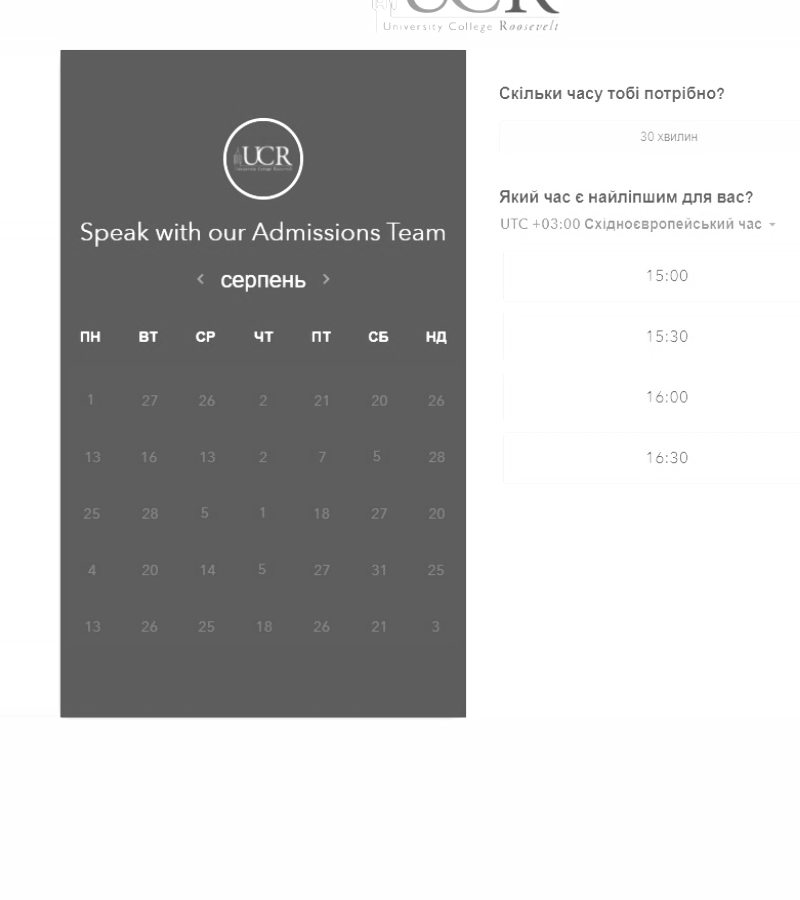 UCR
University College Roosevelt
UCR
Speak with our Admissions Team
серпень
ПН ВТ СР ЧТ ПТ СБ НД
1 27 26 2 21 20 26
13 16 13 2 7 5 28
25 28 5 1 18 27 20
4 20 14 5 27 31 25
13 26 25 18 26 21 3
Скільки часу тобі потрібно?
30 хвилин
Який час є найліпшим для вас?
UTC +03:00 Східноєвропейський час
15:00
15:30
16:00
16:30